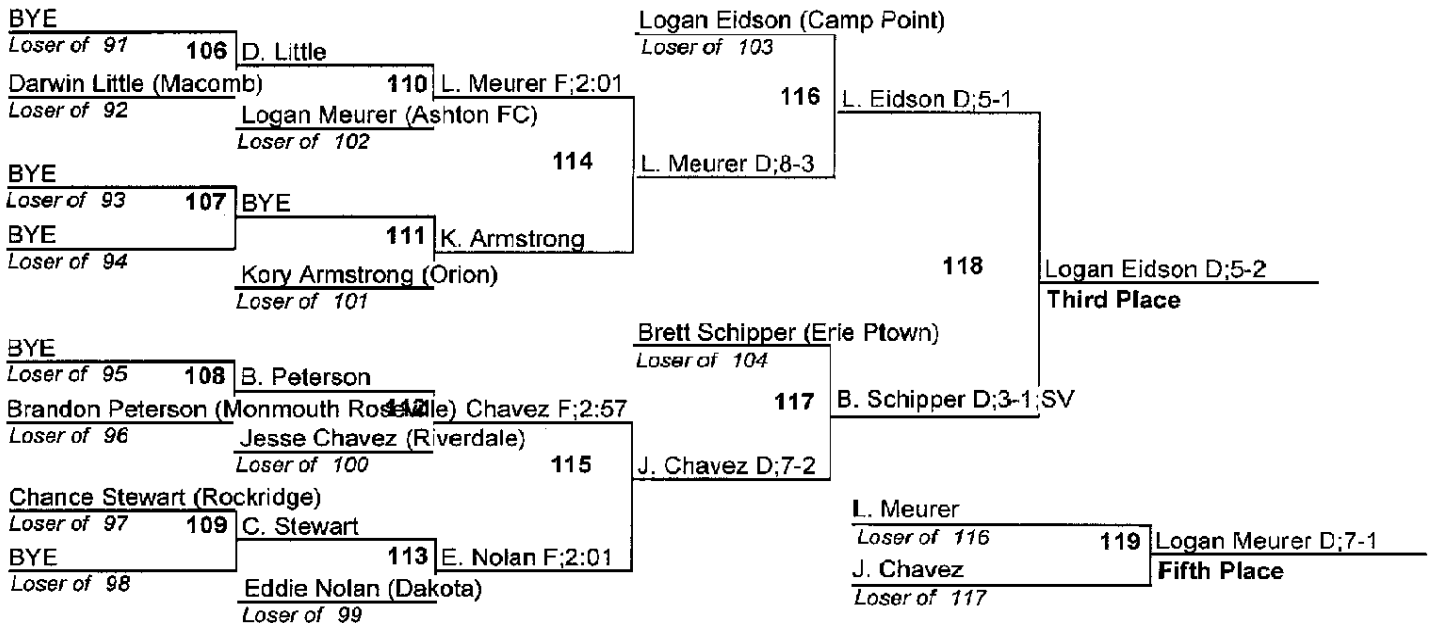 BYE
Loser of 91
106
D. Little
Darwin Little (Macomb)
Loser of 92
110
L. Meurer F;2:01
Logan Meurer (Ashton FC)
Loser of 102
114
L. Meurer D;8-3
BYE
Loser of 93
107
BYE
BYE
Loser of 94
111
K. Armstrong
Kory Armstrong (Orion)
Loser of 101
Logan Eidson (Camp Point)
Loser of 103
116
L. Eidson D;5-1
118
Logan Eidson D;5-2
Third Place
BYE
Loser of 95
108
B. Peterson
Brandon Peterson (Monmouth Roseville)
Loser of 96
112
Chavez F;2:57
Jesse Chavez (Riverdale)
Loser of 100
115
J. Chavez D;7-2
Chance Stewart (Rockridge)
Loser of 97
109
C. Stewart
BYE
Loser of 98
113
E. Nolan F;2:01
Eddie Nolan (Dakota)
Loser of 99
Brett Schipper (Erie Ptown)
Loser of 104
117
B. Schipper D;3-1;SV
L. Meurer
Loser of 116
119
Logan Meurer D;7-1
Fifth Place
J. Chavez
Loser of 117